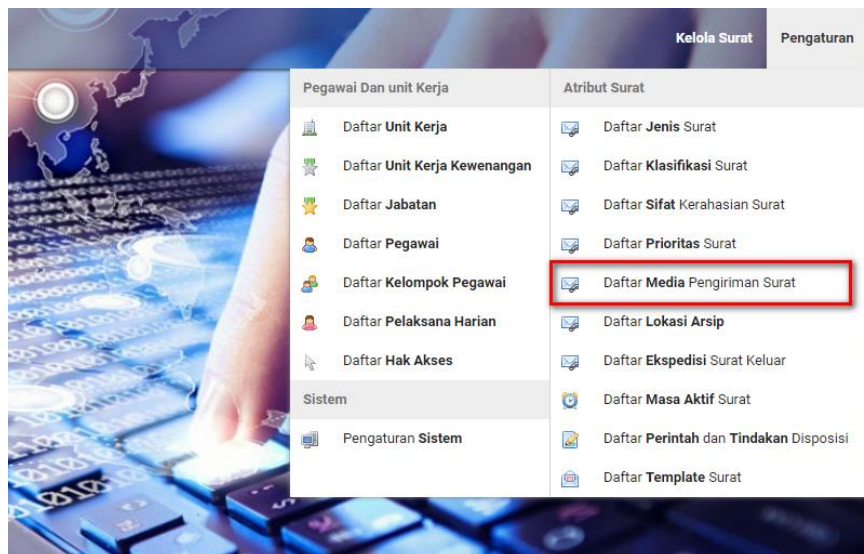 Kelola Surat
Pengaturan
Pegawai Dan unit Kerja
Daftar Unit Kerja
Daftar Unit Kerja Kewenangan
Daftar Jabatan
Daftar Pegawai
Daftar Kelompok Pegawai
Daftar Pelaksana Harian
Daftar Hak Akses
Sistem
Pengaturan Sistem
Atribut Surat
Daftar Jenis Surat
Daftar Klasifikasi Surat
Daftar Sifat Kerahasian Surat
Daftar Prioritas Surat
Daftar Media Pengiriman Surat
Daftar Lokasi Arsip
Daftar Ekspedisi Surat Keluar
Daftar Masa Aktif Surat
Daftar Perintah dan Tindakan Disposisi
Daftar Template Surat